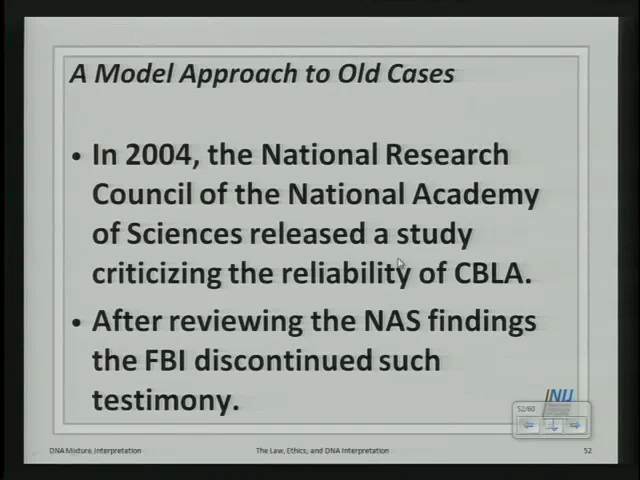 A Model Approach to Old Cases
• In 2004, the National Research
Council of the National Academy
of Sciences released a study
criticizing the reliability of CBLA.
• After reviewing the NAS findings
the FBI discontinued such
testimony.
NIJ
52/60
DNA Mixture Interpretation
The Law, Ethics, and DNA Interpretation
52